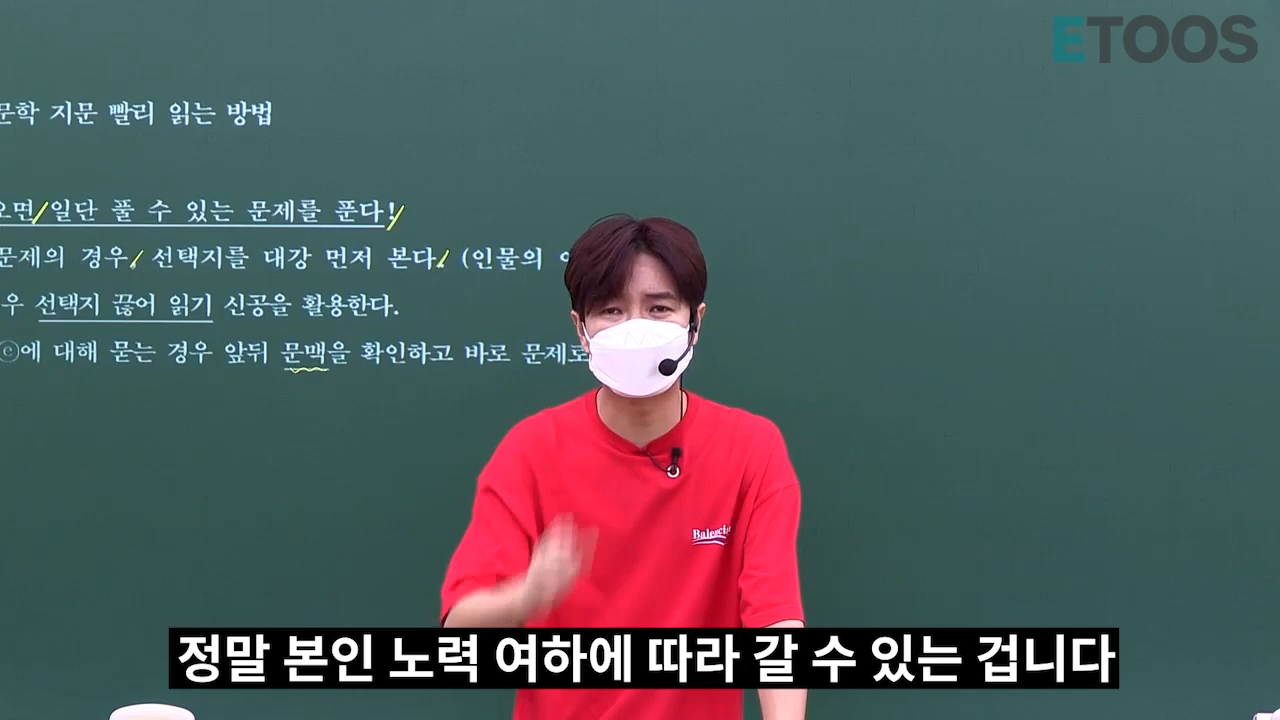 ETOOS
문학 지문 빨리 읽는 방법
오면 일단 풀 수 있는 문제를 푼다!
문제의 경우, 선택지를 대강 먼저 본다. (인물의
우 선택지 끊어 읽기 신공을 활용한다.
ⓒ에 대해 묻는 경우 앞뒤 문맥을 확인하고 바로 문제로
정말 본인 노력 여하에 따라 갈 수 있는 겁니다